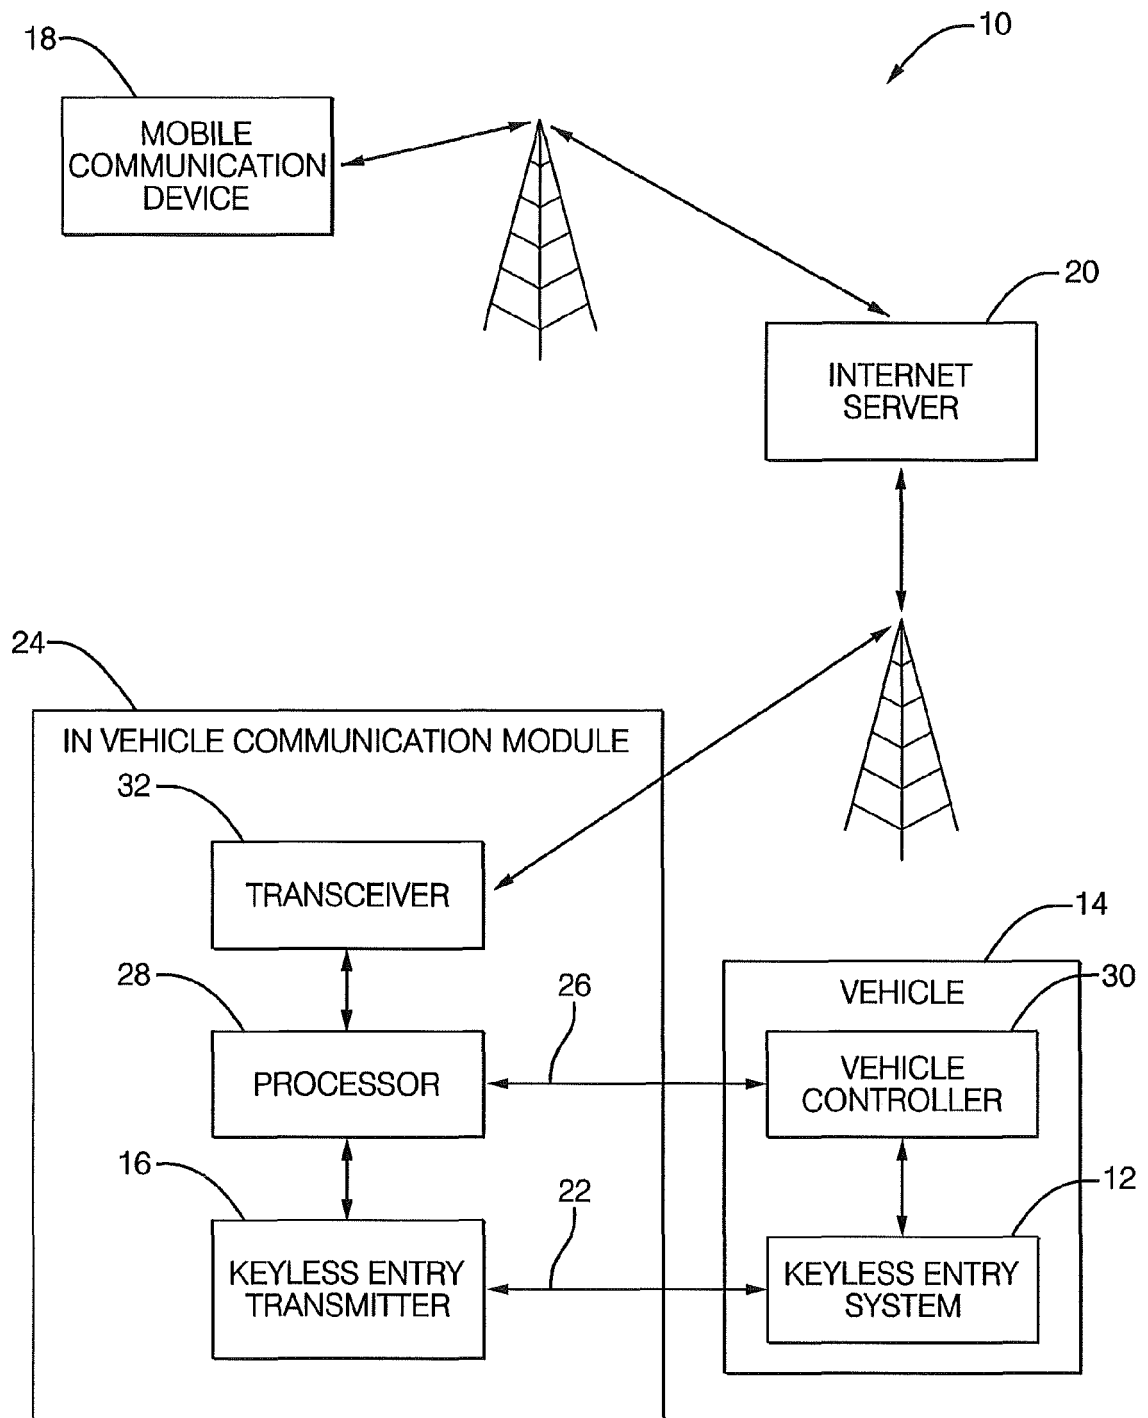 18
10
MOBILE
COMMUNICATION
DEVICE
20
INTERNET
SERVER
24
IN VEHICLE COMMUNICATION MODULE
32
TRANSCEIVER
14
VEHICLE
28
26
30
PROCESSOR
VEHICLE
CONTROLLER
16
22
12
KEYLESS ENTRY
TRANSMITTER
KEYLESS ENTRY
SYSTEM